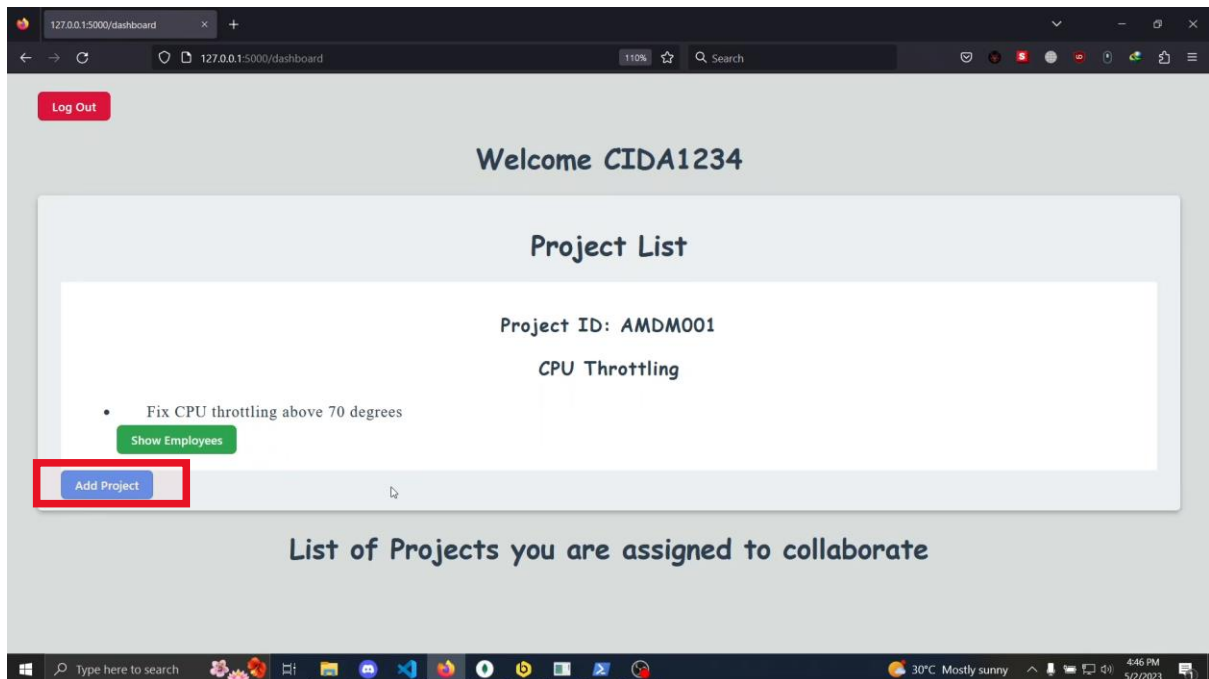 127.0.0.1:5000/dashboard
127.0.0.1:5000/dashboard
110%
Search
Log Out
Welcome CIDA1234
Project List
Project ID: AMDM001
CPU Throttling
Fix CPU throttling above 70 degrees
Show Employees
Add Project
List of Projects you are assigned to collaborate
Type here to search
30°C Mostly sunny
4:46 PM
5/2/2023